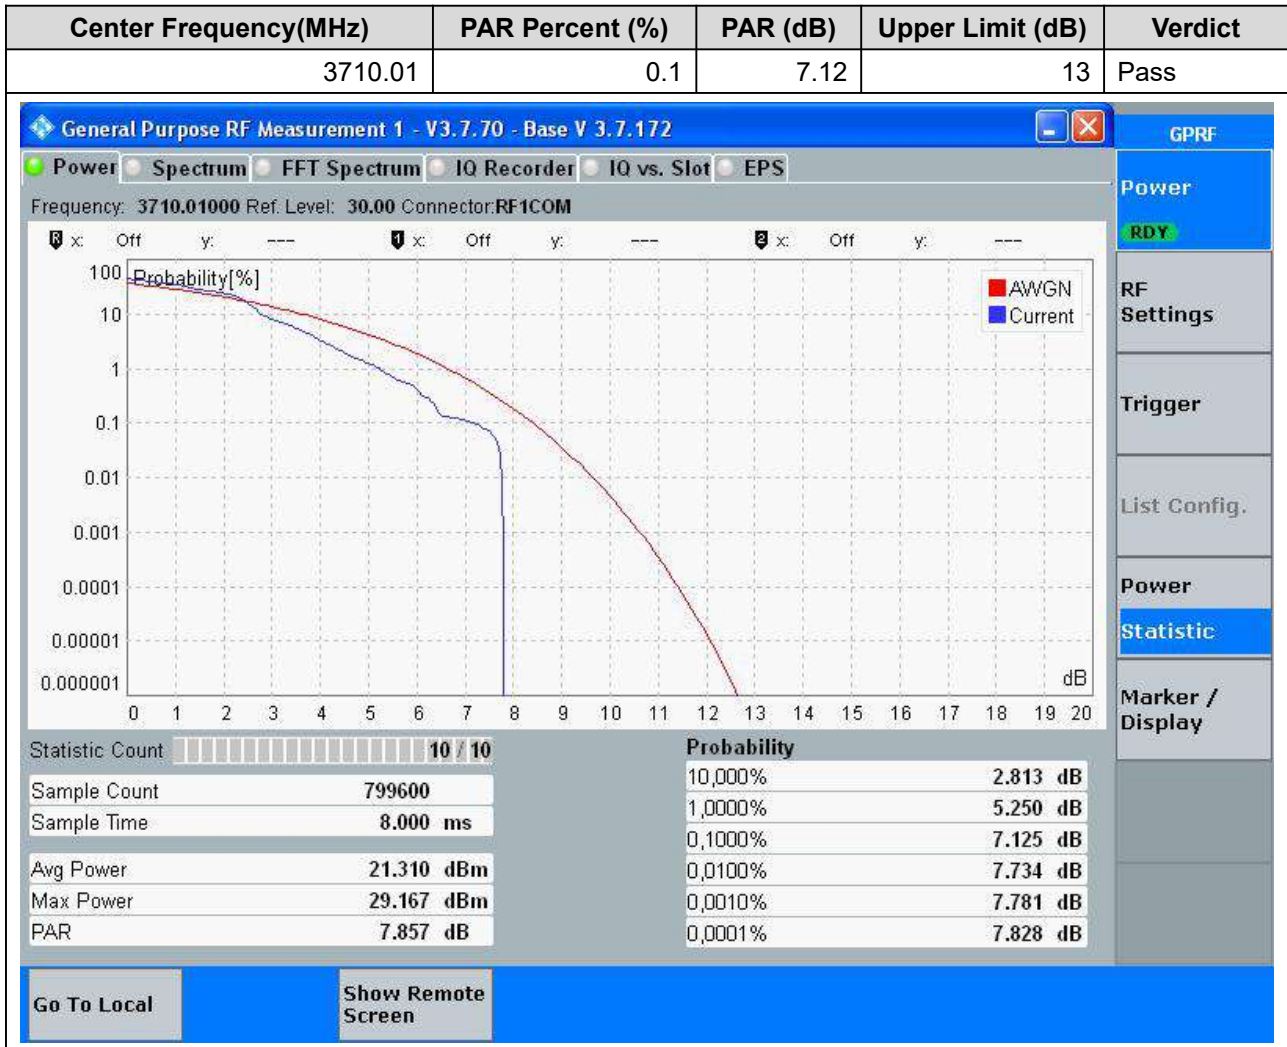 Center Frequency(MHz) PAR Percent (%) PAR (dB) Upper Limit (dB) Verdict
3710.01 0.1 7.12 13 Pass
General Purpose RF Measurement 1 - V3.7.70 - Base V 3.7.172
GPRF
Power Spectrum FFT Spectrum IQ Recorder IQ vs. Slot EPS
Power
RDY
Frequency: 3710.01000 Ref. Level: 30.00 Connector:RF1COM
R x: Off y: --- 1 x: Off y: --- 2 x: Off y: ---
Probability[%]
AWGN
Current
100
10
1
0.1
0.01
0.001
0.0001
0.00001
0.000001
dB
0 1 2 3 4 5 6 7 8 9 10 11 12 13 14 15 16 17 18 19 20
RF
Settings
Trigger
List Config.
Power
Statistic
Marker /
Display
Statistic Count 10 / 10
Sample Count 799600
Sample Time 8.000 ms
Avg Power 21.310 dBm
Max Power 29.167 dBm
PAR 7.857 dB
Probability
10,000% 2.813 dB
1,0000% 5.250 dB
0,1000% 7.125 dB
0,0100% 7.734 dB
0,0010% 7.781 dB
0,0001% 7.828 dB
Go To Local
Show Remote
Screen